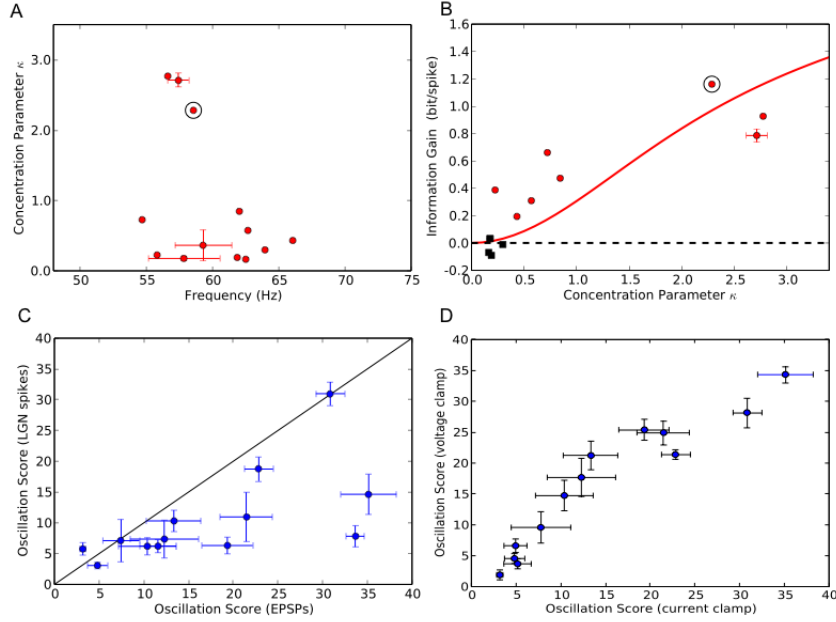 A
Concentration Parameter κ
3.0
2.0
1.0
0.0
50 55 60 65 70 75
Frequency (Hz)
B
Information Gain (bit/spike)
1.6
1.4
1.2
1.0
0.8
0.6
0.4
0.2
0.0
-0.2
0.0 0.5 1.0 1.5 2.0 2.5 3.0
Concentration Parameter κ
C
Oscillation Score (LGN spikes)
40
35
30
25
20
15
10
5
0
0 5 10 15 20 25 30 35 40
Oscillation Score (EPSPs)
D
Oscillation Score (voltage clamp)
40
35
30
25
20
15
10
5
0
0 5 10 15 20 25 30 35 40
Oscillation Score (current clamp)